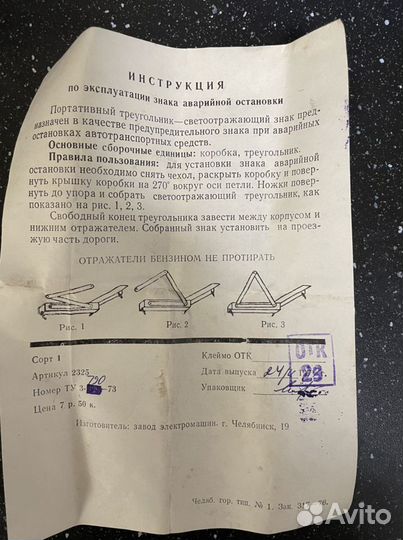 ИНСТРУКЦИЯ
по эксплуатации знака аварийной остановки
Портативный треугольник—светоотражающий знак пред-
назначен в качестве предупредительного знака при аварийных
остановках автотранспортных средств.
Основные сборочные единицы: коробка, треугольник.
Правила пользования: для установки знака аварийной
остановки необходимо снять чехол, раскрыть коробку и повер-
нуть крышку коробки на 270° вокруг оси петли. Ножки повер-
нуть до упора и собрать светоотражающий треугольник, как
показано на рис. 1, 2, 3.
Свободный конец треугольника завести между корпусом и
нижним отражателем. Собранный знак установить на проез-
жую часть дороги.
ОТРАЖАТЕЛИ БЕНЗИНОМ НЕ ПРОТИРАТЬ
Рис. 1 Рис. 2 Рис. 3
Сорт 1 Клеймо ОТК ОТК
Артикул 2325 Дата выпуска 23
750
Номер ТУ 3- -73 Упаковщик
Цена 7 р. 50 к.
Изготовитель: завод электромашин. г. Челябинск, 19
Челяб. гор. тип. № 1. Зак.
Avito